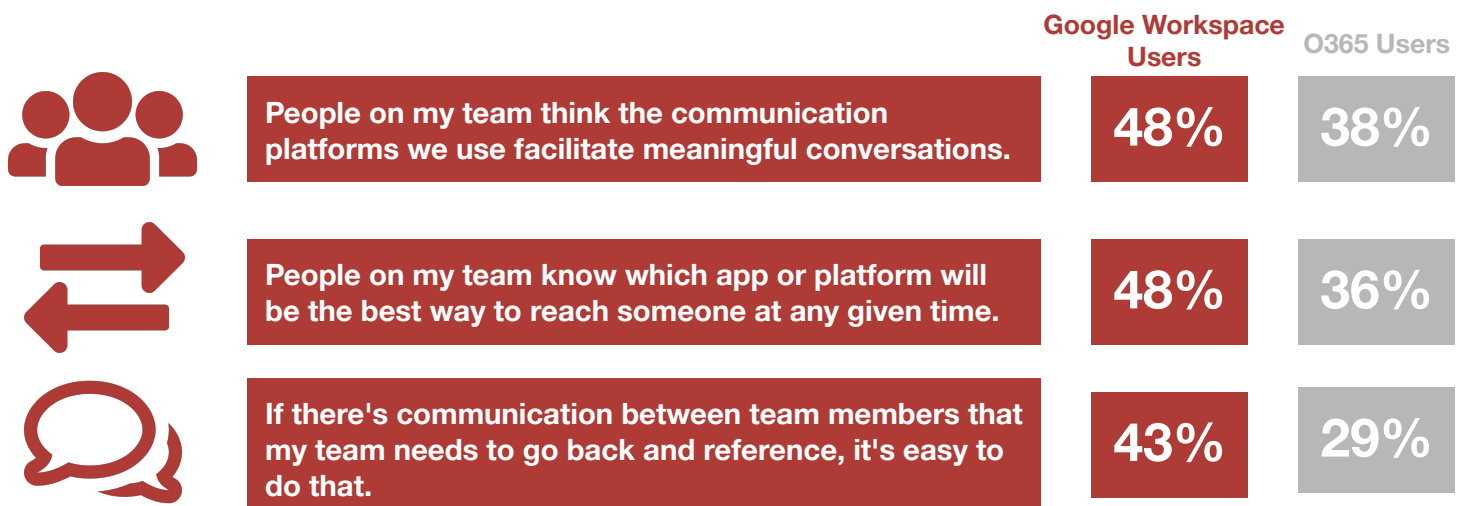 Google Workspace
Users
O365 Users
People on my team think the communication
platforms we use facilitate meaningful conversations.
48%
38%
People on my team know which app or platform will
be the best way to reach someone at any given time.
48%
36%
If there's communication between team members that
my team needs to go back and reference, it's easy to
do that.
43%
29%